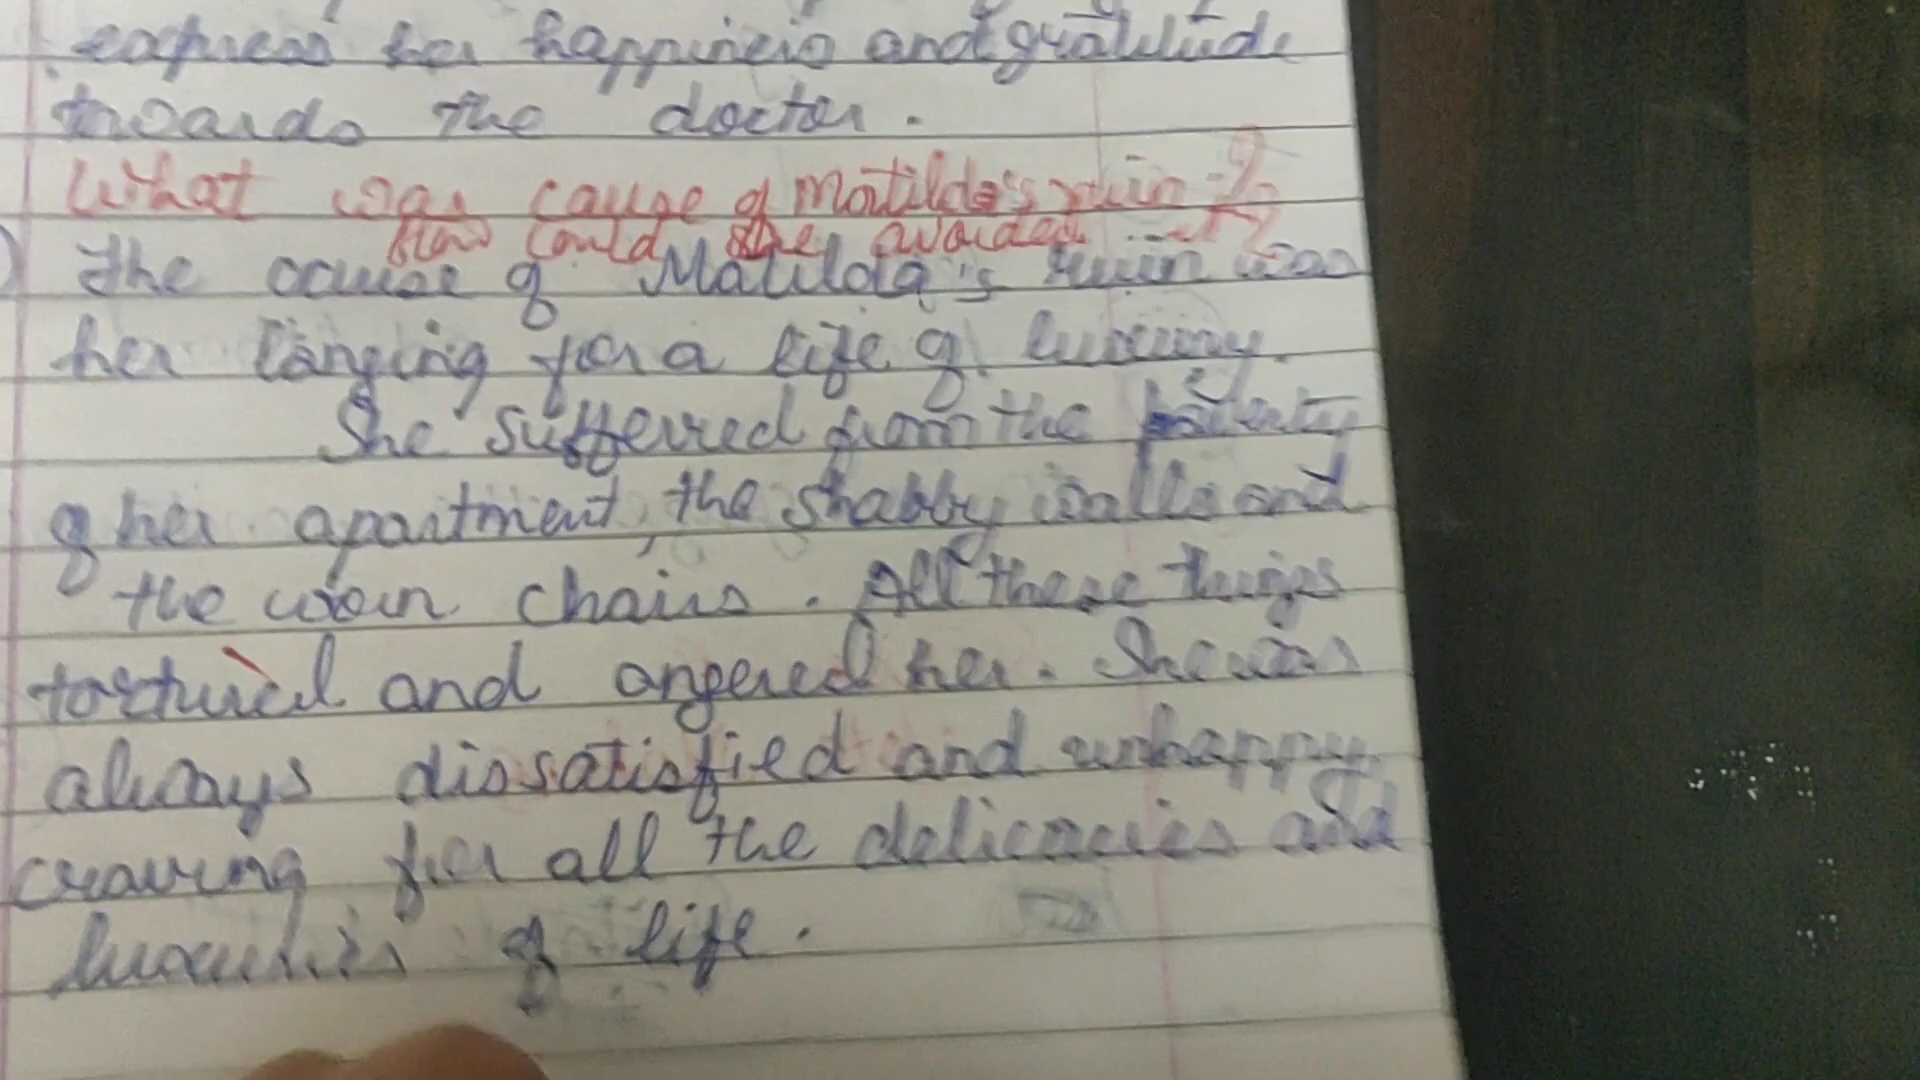 express her happiness and gratitude
towards the doctor.
What was cause of Matilda's ruin ?
How could she avoided it ?
The cause of Matilda's ruin was
her longing for a life of luxury.
She sufferred from the poverty
of her apartment, the shabby walls and
the worn chairs. All these things
tortured and angered her. She was
always dissatisfied and unhappy
craving for all the delicacies and
luxuries of life.